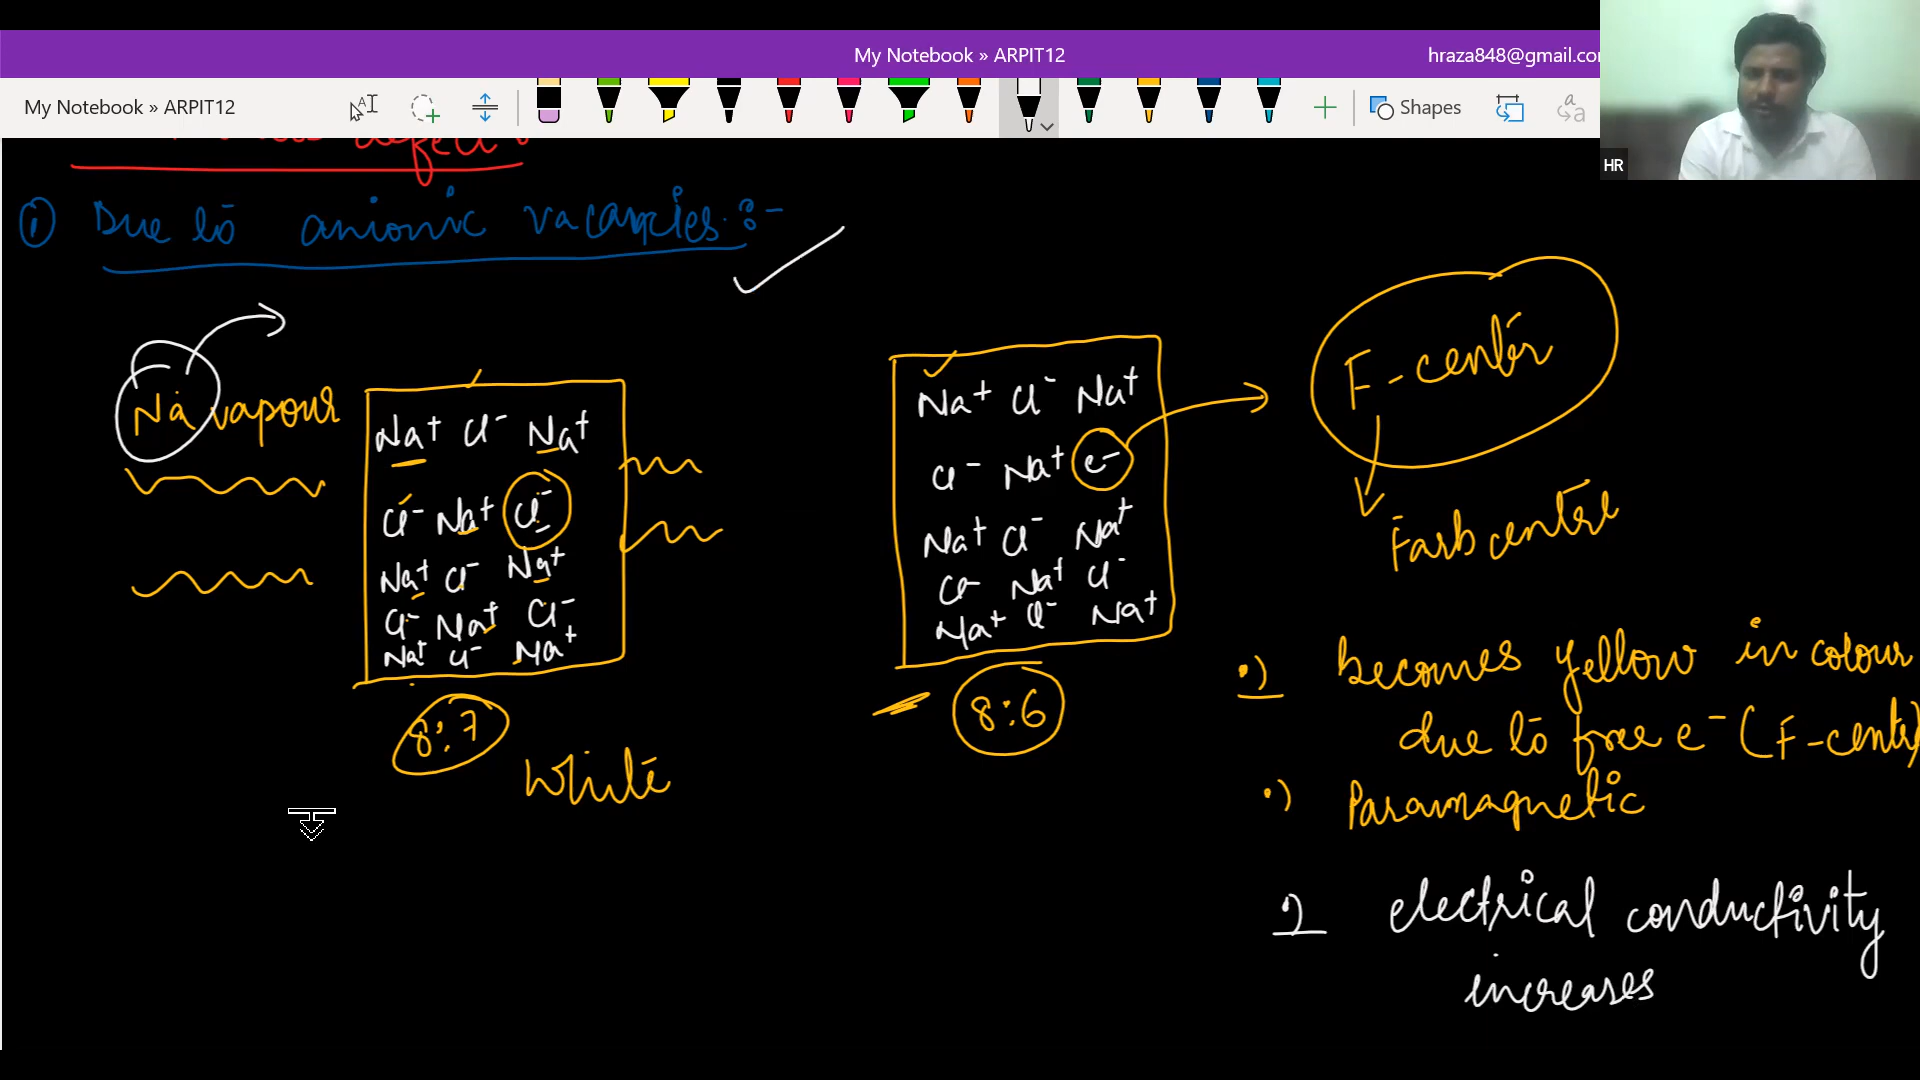 My Notebook » ARPIT12
hraza848@gmail.co
My Notebook » ARPIT12
Shapes
HR
defect
① Due to anionic vacancies :-
Na vapour
Na+ Cl- Na+
Cl- Na+ Cl-
Na+ Cl- Na+
Cl- Na+ Cl-
Na+ Cl- Na+
8:7
White
Na+ Cl- Na+
Cl- Na+ e-
Na+ Cl- Na+
Cl- Na+ Cl-
Na+ Cl- Na+
8:6
F-center
Farb centre
•) becomes yellow in colour
due to free e- (F-centre)
•) Paramagnetic
•) electrical conductivity
increases